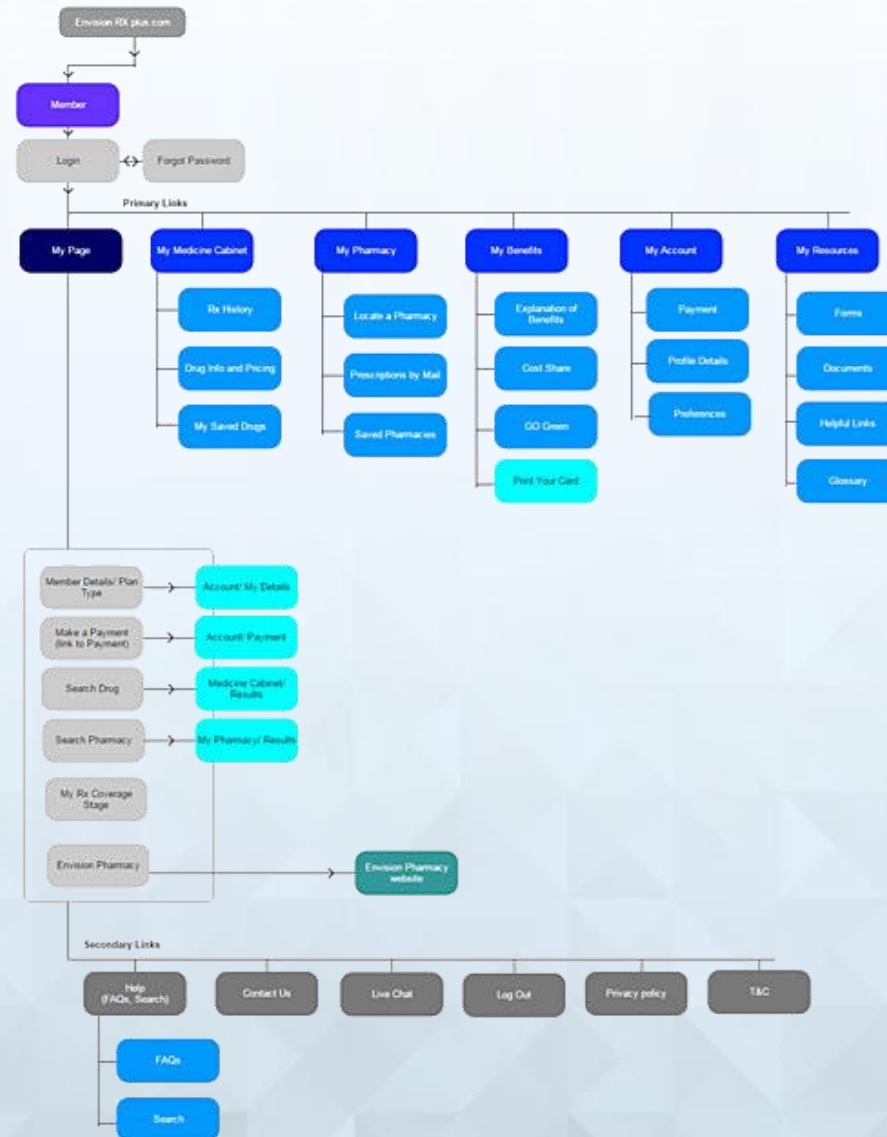 Envision RX plus.com
Member
Login
Forgot Password
Primary Links
My Page
My Medicine Cabinet
My Pharmacy
My Benefits
My Account
My Resources
Rx History
Drug Info and Pricing
My Saved Drugs
Locate a Pharmacy
Prescriptions by Mail
Saved Pharmacies
Explanation of
Benefits
Cost Share
GO Green
Print Your Card
Payment
Profile Details
Preferences
Forms
Documents
Helpful Links
Glossary
Member Details/ Plan
Type
Account/ My Details
Make a Payment
(link to Payment)
Account/ Payment
Search Drug
Medicine Cabinet/
Results
Search Pharmacy
My Pharmacy/ Results
My Rx Coverage
Stage
Envision Pharmacy
Envision Pharmacy
website
Secondary Links
Help
(FAQs, Search)
Contact Us
Live Chat
Log Out
Privacy policy
T&C
FAQs
Search